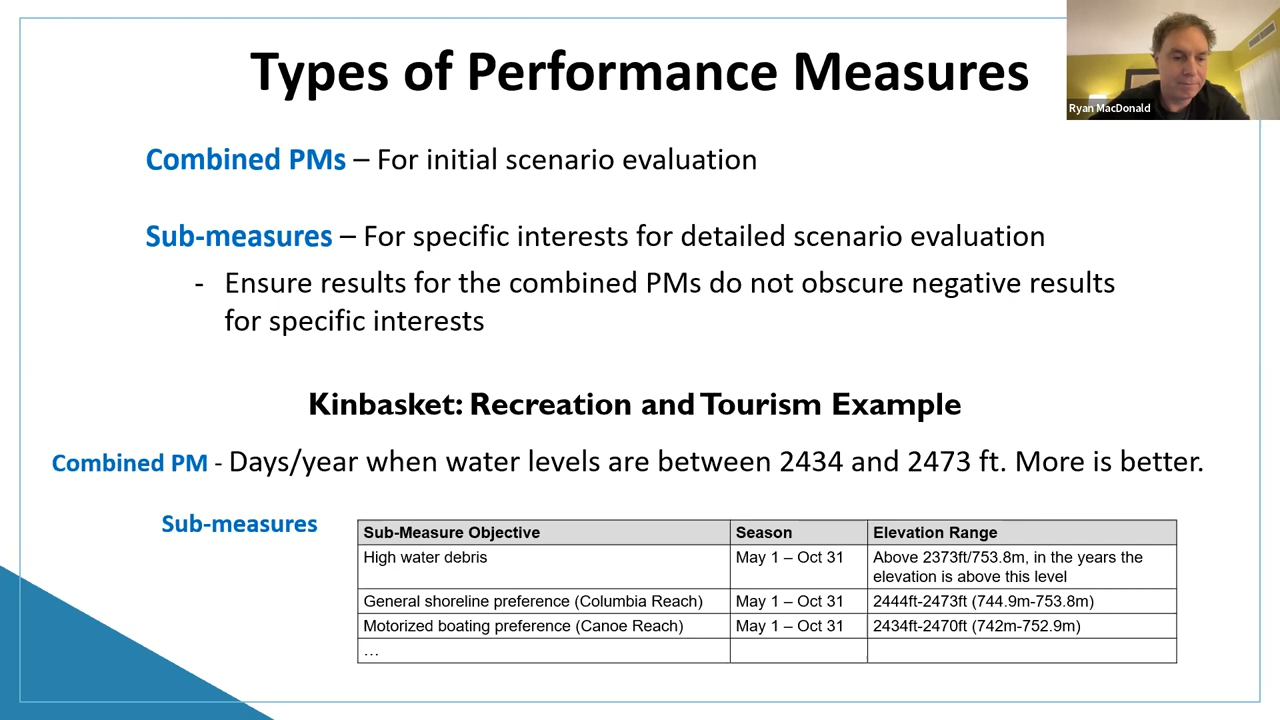 Types of Performance Measures
Ryan MacDonald
Combined PMs – For initial scenario evaluation
Sub-measures – For specific interests for detailed scenario evaluation
- Ensure results for the combined PMs do not obscure negative results
for specific interests
Kinbasket: Recreation and Tourism Example
Combined PM - Days/year when water levels are between 2434 and 2473 ft. More is better.
Sub-measures
Sub-Measure Objective Season Elevation Range
High water debris May 1 – Oct 31 Above 2373ft/753.8m, in the years the
elevation is above this level
General shoreline preference (Columbia Reach) May 1 – Oct 31 2444ft-2473ft (744.9m-753.8m)
Motorized boating preference (Canoe Reach) May 1 – Oct 31 2434ft-2470ft (742m-752.9m)
…